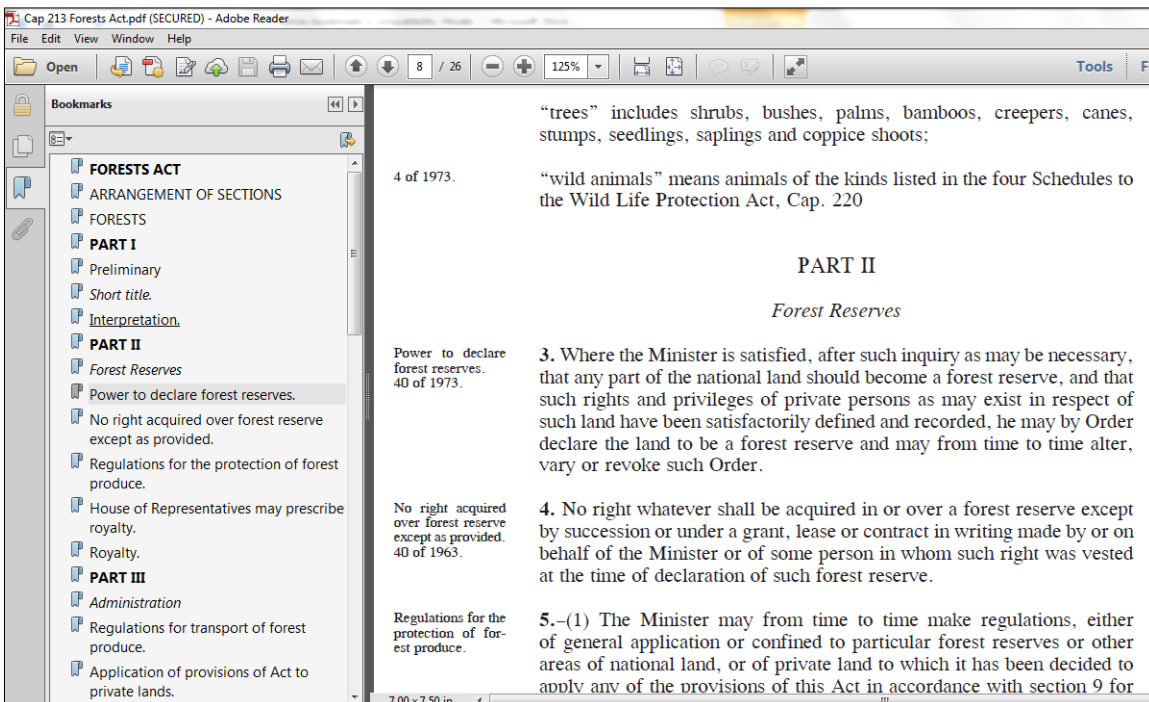 Cap 213 Forests Act.pdf (SECURED) - Adobe Reader
File Edit View Window Help
Open 8 / 26 125% Tools F
Bookmarks
FORESTS ACT
ARRANGEMENT OF SECTIONS
FORESTS
PART I
Preliminary
Short title.
Interpretation.
PART II
Forest Reserves
Power to declare forest reserves.
No right acquired over forest reserve
except as provided.
Regulations for the protection of forest
produce.
House of Representatives may prescribe
royalty.
Royalty.
PART III
Administration
Regulations for transport of forest
produce.
Application of provisions of Act to
private lands.
“trees” includes shrubs, bushes, palms, bamboos, creepers, canes,
stumps, seedlings, saplings and coppice shoots;
4 of 1973.
“wild animals” means animals of the kinds listed in the four Schedules to
the Wild Life Protection Act, Cap. 220
PART II
Forest Reserves
Power to declare
forest reserves.
40 of 1973.
3. Where the Minister is satisfied, after such inquiry as may be necessary,
that any part of the national land should become a forest reserve, and that
such rights and privileges of private persons as may exist in respect of
such land have been satisfactorily defined and recorded, he may by Order
declare the land to be a forest reserve and may from time to time alter,
vary or revoke such Order.
No right acquired
over forest reserve
except as provided.
40 of 1963.
4. No right whatever shall be acquired in or over a forest reserve except
by succession or under a grant, lease or contract in writing made by or on
behalf of the Minister or of some person in whom such right was vested
at the time of declaration of such forest reserve.
Regulations for the
protection of for-
est produce.
5.–(1) The Minister may from time to time make regulations, either
of general application or confined to particular forest reserves or other
areas of national land, or of private land to which it has been decided to
apply any of the provisions of this Act in accordance with section 9 for
7.00 x 7.50 in